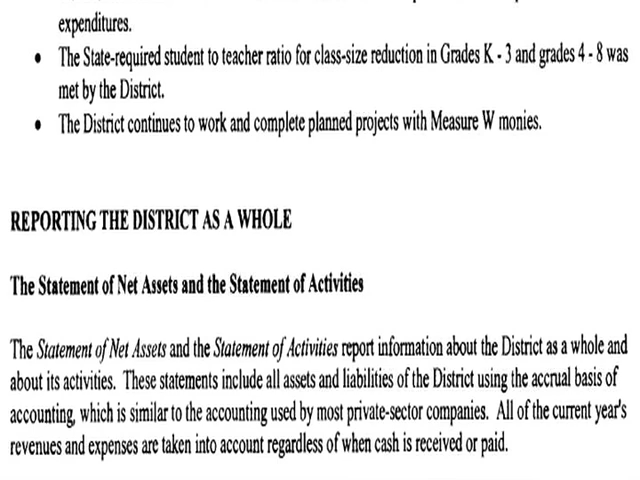 expenditures.
• The State-required student to teacher ratio for class-size reduction in Grades K - 3 and grades 4 - 8 was
met by the District.
• The District continues to work and complete planned projects with Measure W monies.
REPORTING THE DISTRICT AS A WHOLE
The Statement of Net Assets and the Statement of Activities
The Statement of Net Assets and the Statement of Activities report information about the District as a whole and
about its activities. These statements include all assets and liabilities of the District using the accrual basis of
accounting, which is similar to the accounting used by most private-sector companies. All of the current year's
revenues and expenses are taken into account regardless of when cash is received or paid.